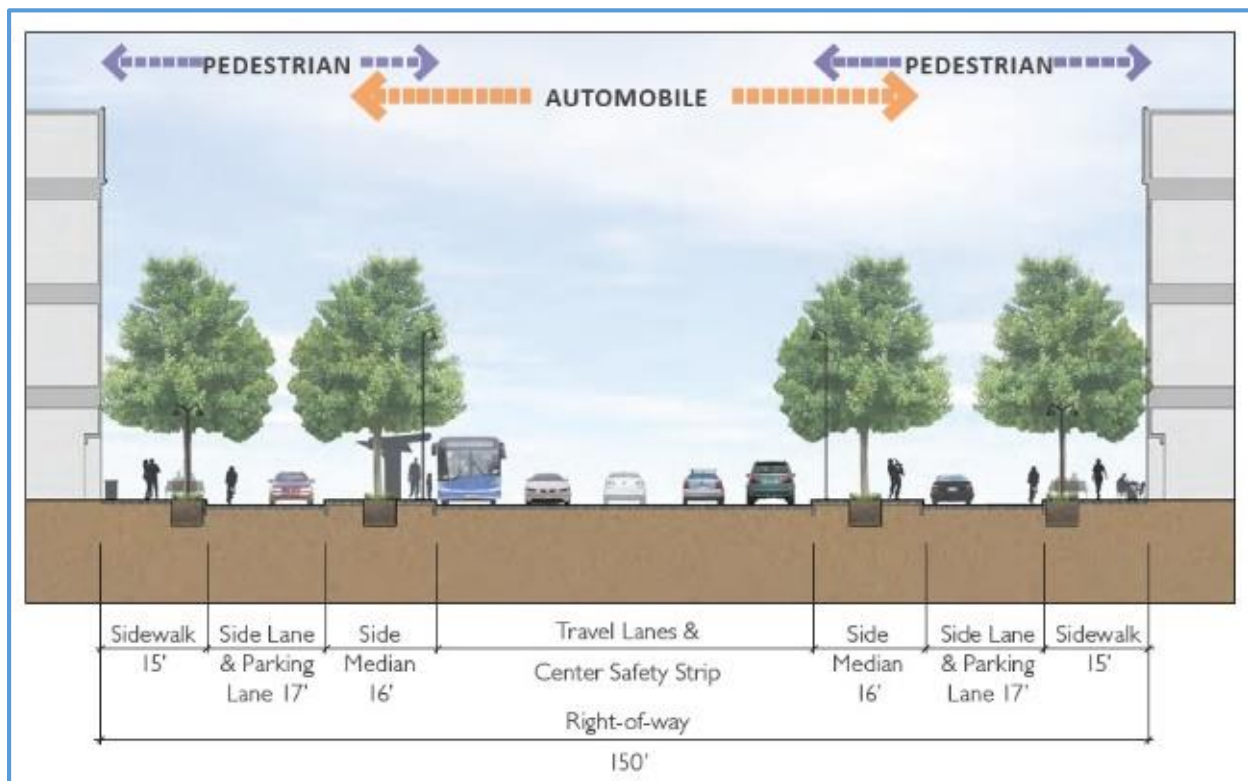 PEDESTRIAN
PEDESTRIAN
AUTOMOBILE
Sidewalk
15'
Side Lane
& Parking
Lane 17'
Side
Median
16'
Travel Lanes &
Center Safety Strip
Side
Median
16'
Side Lane
& Parking
Lane 17'
Sidewalk
15'
Right-of-way
150'